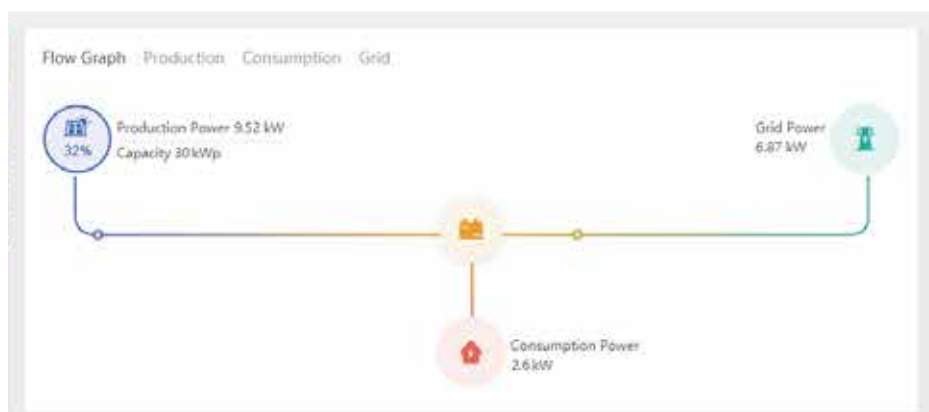 Flow Graph Production Consumption Grid
Production Power 9.52 kW
32%
Capacity 30 kWp
Grid Power
6.87 kW
Consumption Power
2.6 kW